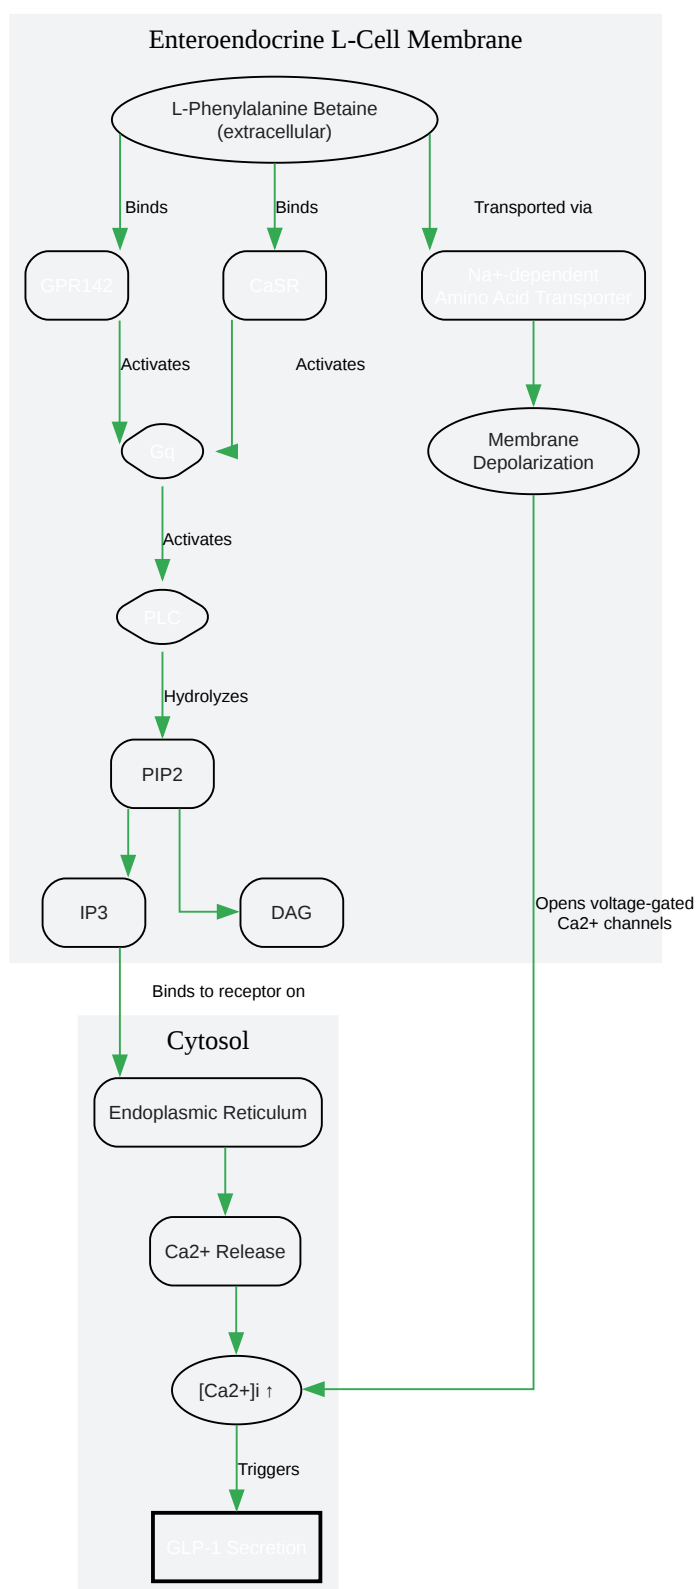 Enteroendocrine L-Cell Membrane
L-Phenylalanine Betaine
(extracellular)
Binds
Binds
Transported via
GPR142
CaSR
Na+-dependent
Amino Acid Transporter
Activates
Activates
Gq
Membrane
Depolarization
Activates
PLC
Hydrolyzes
PIP2
IP3
DAG
Opens voltage-gated
Ca2+ channels
Binds to receptor on
Cytosol
Endoplasmic Reticulum
Ca2+ Release
[Ca2+]i ↑
Triggers
GLP-1 Secretion